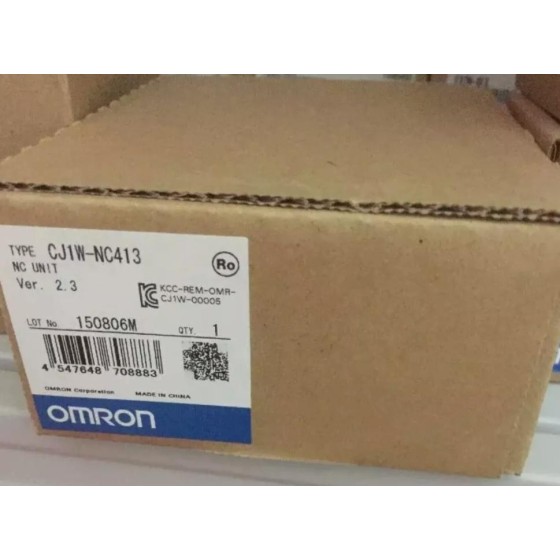 TYPE CJ1W-NC413
NC UNIT
Ver. 2.3
Ro
KC KCC-REM-OMR-
CJ1W-00005
LOT No. 150806M QTY. 1
4 547648 708883
OMRON Corporation MADE IN CHINA
OMRON